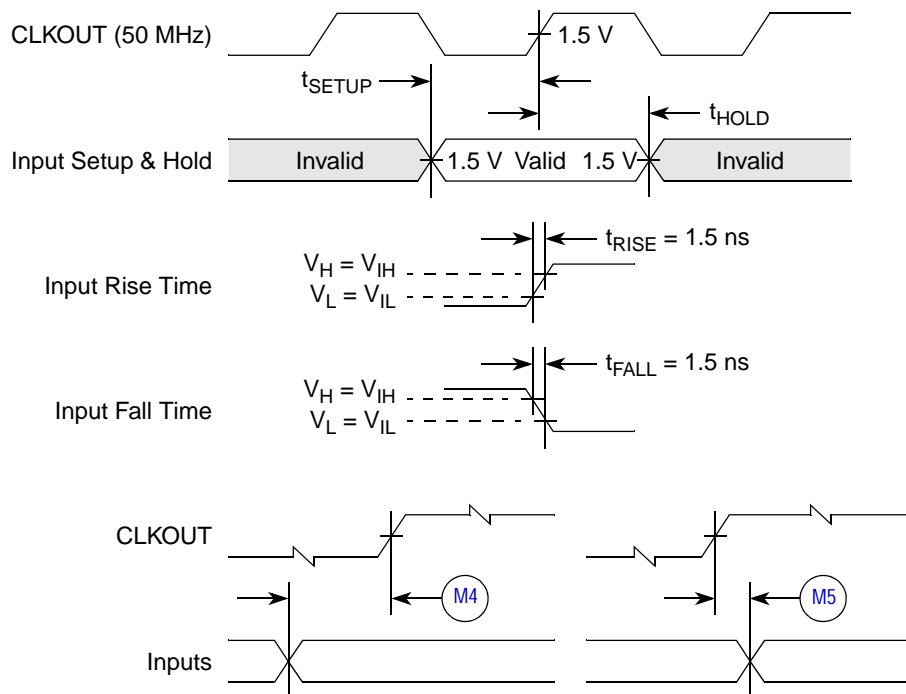 CLKOUT (50 MHz)
1.5 V
tSETUP
tHOLD
Input Setup & Hold
Invalid
1.5 V Valid 1.5 V
Invalid
tRISE = 1.5 ns
VH = VIH
Input Rise Time
VL = VIL
tFALL = 1.5 ns
VH = VIH
Input Fall Time
VL = VIL
CLKOUT
M4
M5
Inputs